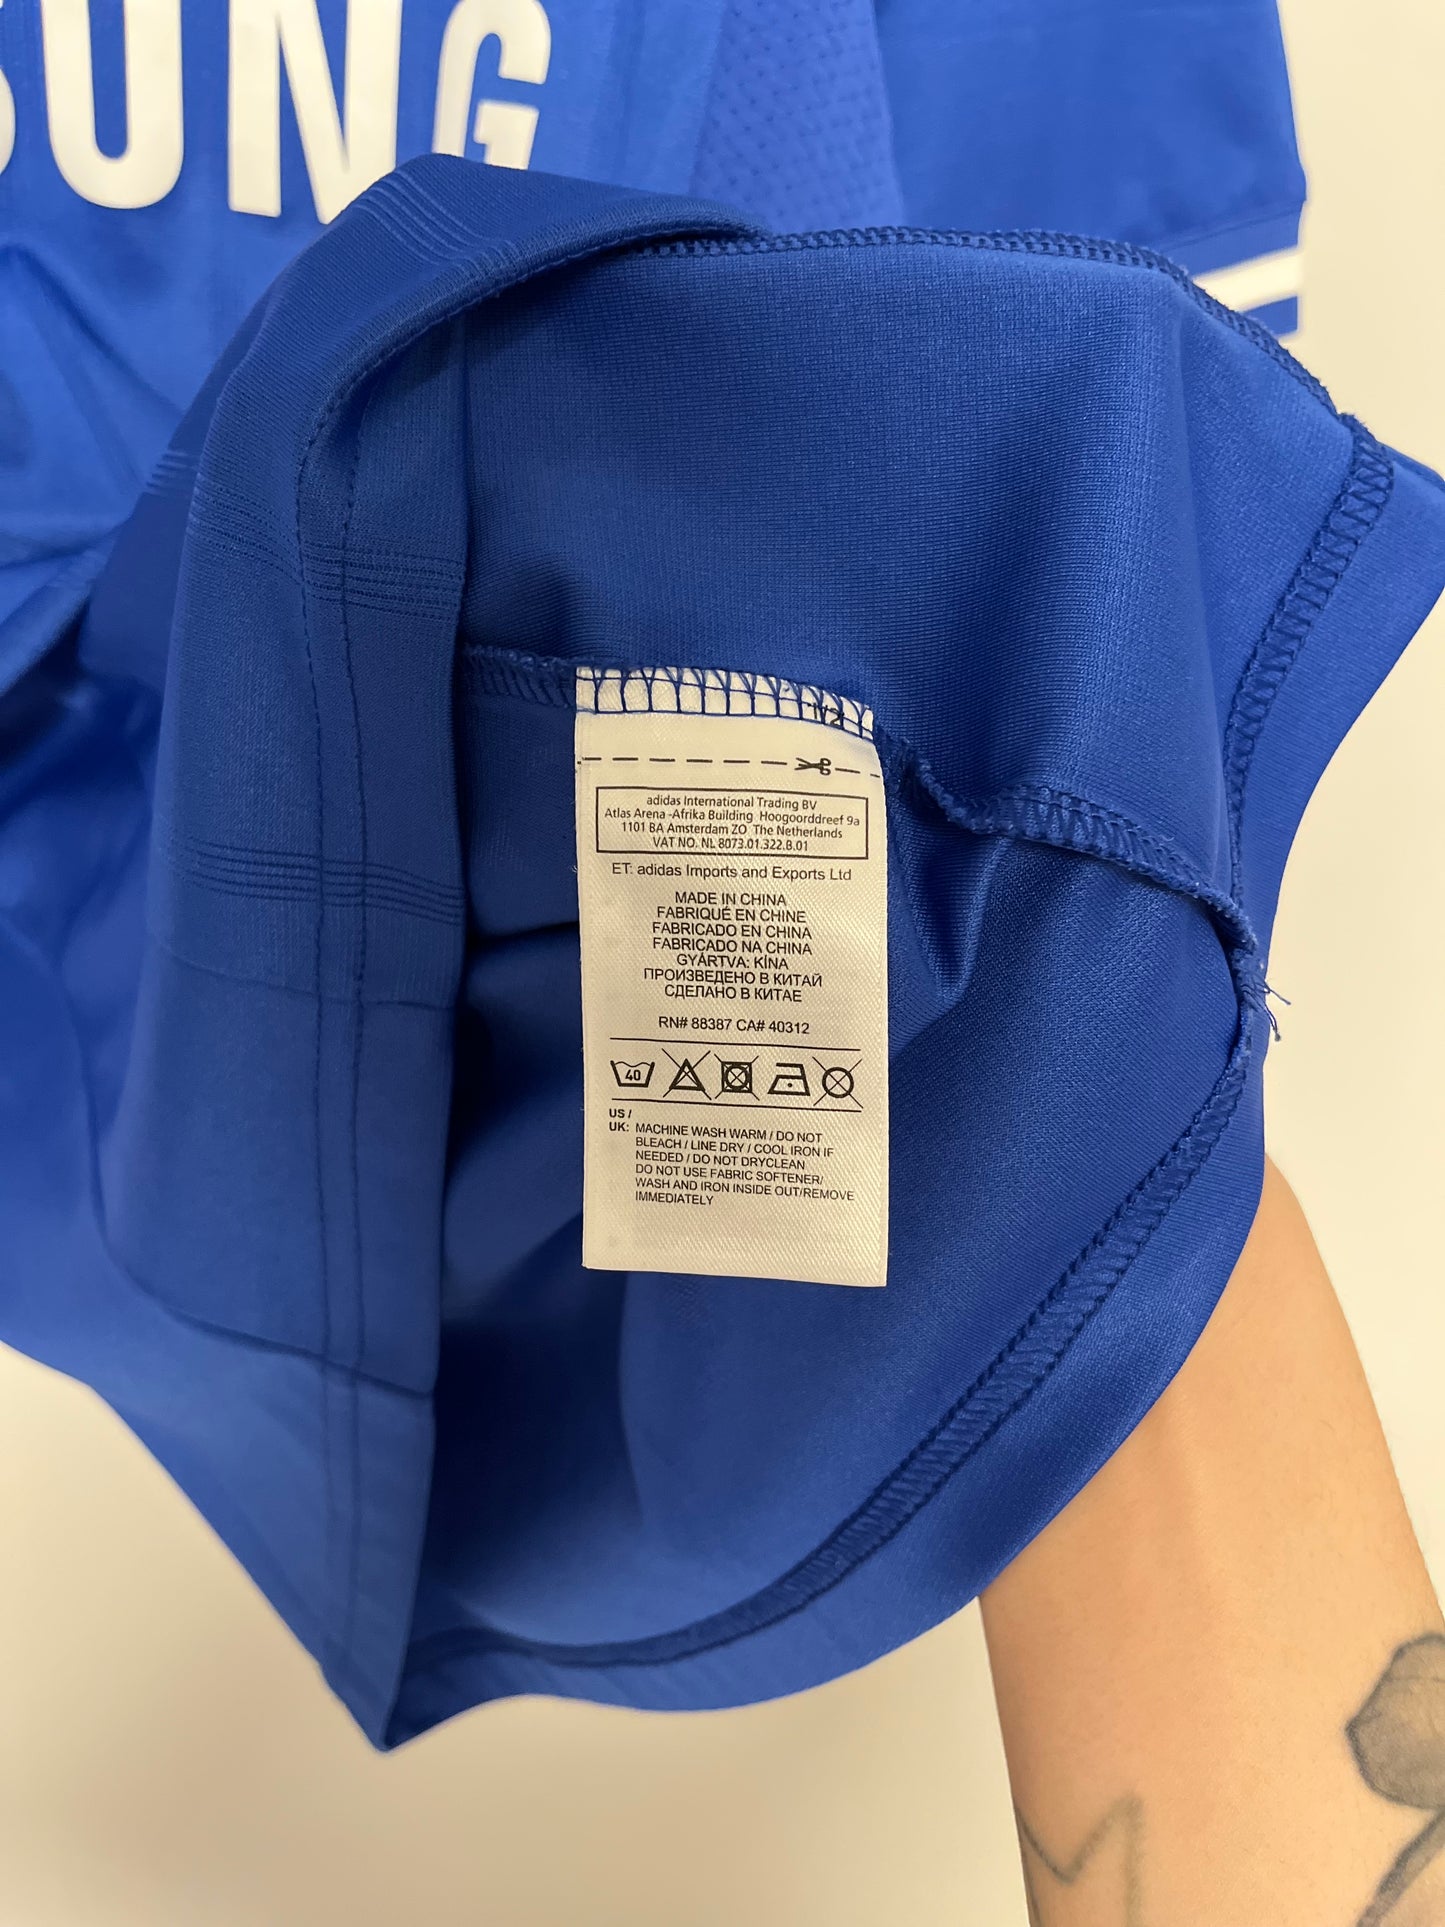 UNG
adidas International Trading BV
Atlas Arena -Afrika Building Hoogoorddreef 9a
1101 BA Amsterdam ZO The Netherlands
VAT NO. NL 8073.01.322.B.01
ET: adidas Imports and Exports Ltd
MADE IN CHINA
FABRIQUÉ EN CHINE
FABRICADO EN CHINA
FABRICADO NA CHINA
GYÁRTVA: KÍNA
ПРОИЗВЕДЕНО В КИТАЙ
СДЕЛАНО В КИТАЕ
RN# 88387 CA# 40312
40
US /
UK: MACHINE WASH WARM / DO NOT
BLEACH / LINE DRY / COOL IRON IF
NEEDED / DO NOT DRYCLEAN
DO NOT USE FABRIC SOFTENER/
WASH AND IRON INSIDE OUT/REMOVE
IMMEDIATELY